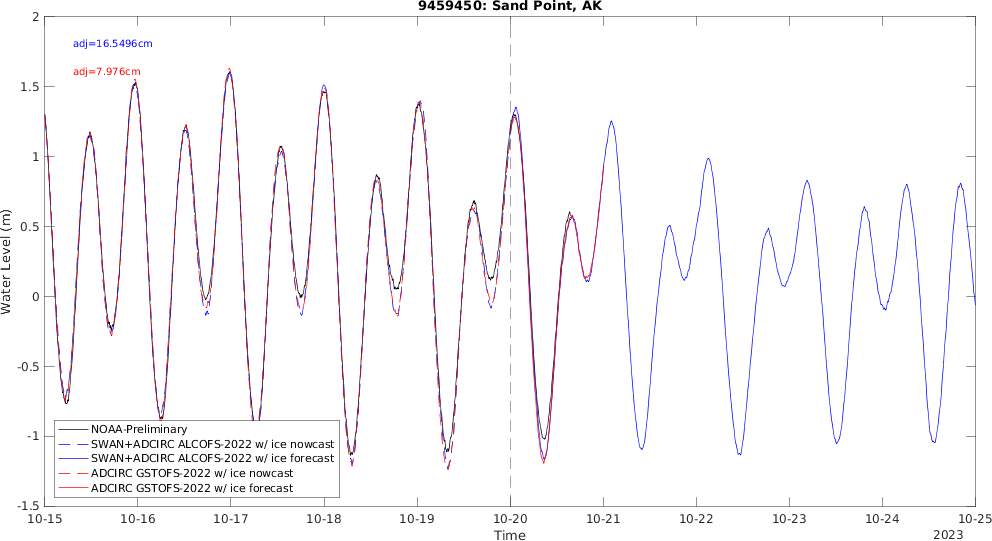 9459450: Sand Point, AK
adj=16.5496cm
adj=7.976cm
Water Level (m)
2
1.5
1
0.5
0
-0.5
-1
-1.5
NOAA-Preliminary
SWAN+ADCIRC ALCOFS-2022 w/ ice nowcast
SWAN+ADCIRC ALCOFS-2022 w/ ice forecast
ADCIRC GSTOFS-2022 w/ ice nowcast
ADCIRC GSTOFS-2022 w/ ice forecast
10-15 10-16 10-17 10-18 10-19 10-20 10-21 10-22 10-23 10-24 10-25
Time
2023